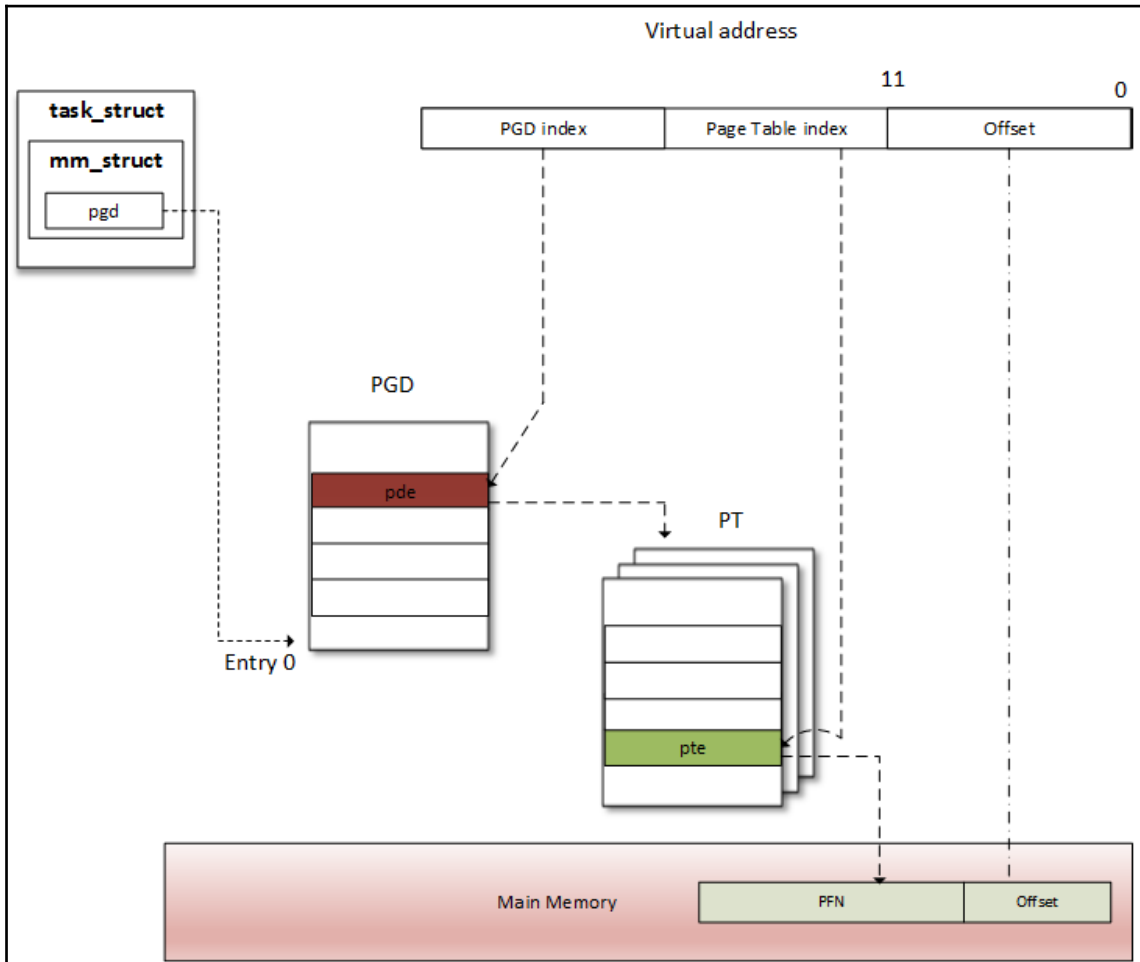 Virtual address
11
0
task_struct
PGD index
Page Table index
Offset
mm_struct
pgd
PGD
pde
PT
Entry 0
pte
Main Memory
PFN
Offset